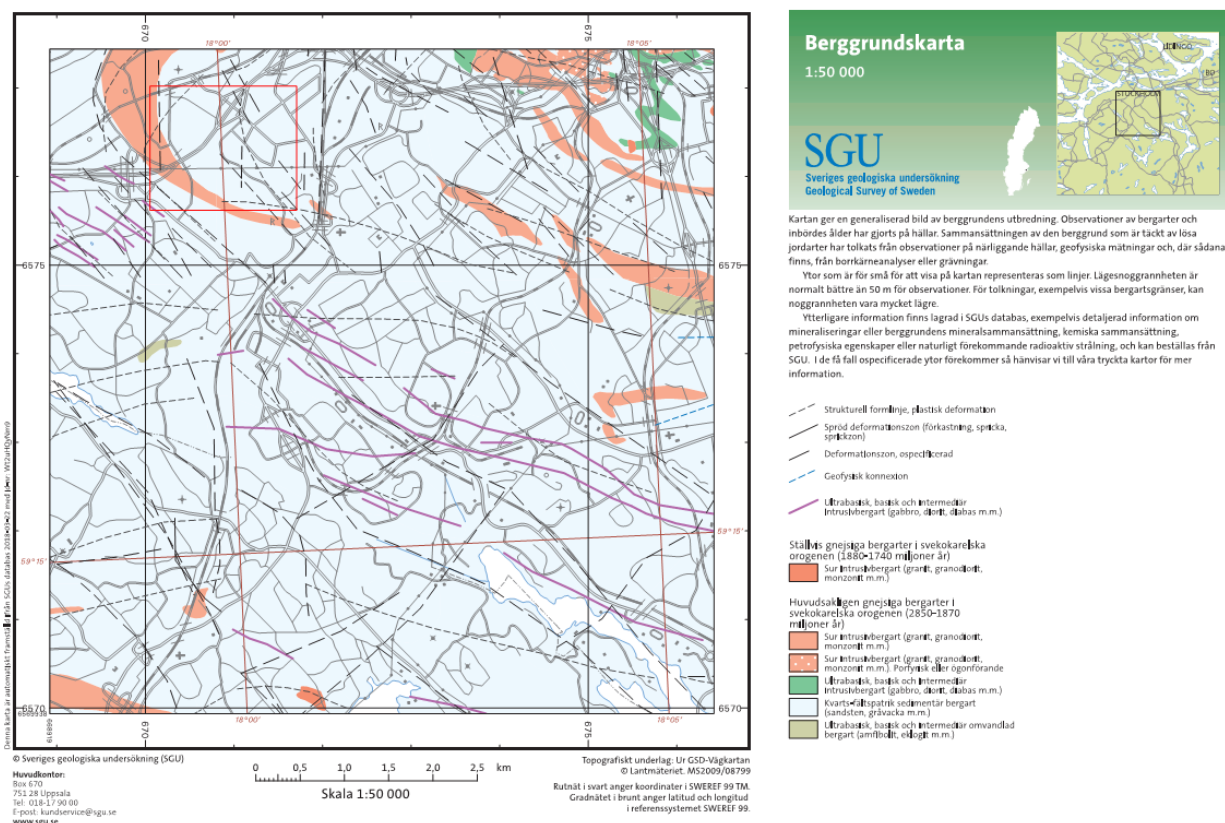 670
675
18°00'
18°05'
6575
6575
59°15'
59°15'
6570
6570
18°00'
18°05'
670
675
© Sveriges geologiska undersökning (SGU)
Huvudkontor:
Box 670
751 28 Uppsala
Tel: 018-17 90 00
E-post: kundservice@sgu.se
www.sgu.se
0 0,5 1,0 1,5 2,0 2,5 km
Skala 1:50 000
Topografiskt underlag: Ur GSD-Vägkartan
© Lantmäteriet. MS2009/08799
Rutnät i svart anger koordinater i SWEREF 99 TM.
Gradnätet i brunt anger latitud och longitud
i referenssystemet SWEREF 99.
Berggrundskarta
1:50 000
SGU
Sveriges geologiska undersökning
Geological Survey of Sweden
LIDINGÖ
BO
STOCKHOLM
Kartan ger en generaliserad bild av berggrundens utbredning. Observationer av bergarter och
inbördes ålder har gjorts på hällar. Sammansättningen av den berggrund som är täckt av lösa
jordarter har tolkats från observationer på närliggande hällar, geofysiska mätningar och, där sådana
finns, från borrkärneanalyser eller grävningar.
Ytor som är för små för att visa på kartan representeras som linjer. Lägesnoggrannheten är
normalt bättre än 50 m för observationer. För tolkningar, exempelvis vissa bergartsgränser, kan
noggrannheten vara mycket lägre.
Ytterligare information finns lagrad i SGUs databas, exempelvis detaljerad information om
mineraliseringar eller berggrundens mineralsammansättning, kemiska sammansättning,
petrofysiska egenskaper eller naturligt förekommande radioaktiv strålning, och kan beställas från
SGU. I de få fall ospecificerade ytor förekommer så hänvisar vi till våra tryckta kartor för mer
information.
Strukturell formlinje, plastisk deformation
Spröd deformationszon (förkastning, spricka,
sprickzon)
Deformationszon, ospecificerad
Geofysisk konnexion
Ultrabasisk, basisk och intermediär
intrusivbergart (gabbro, diorit, diabas m.m.)
Ställvis gnejsiga bergarter i svekokarelska
orogenen (1880-1740 miljoner år)
Sur intrusivbergart (granit, granodiorit,
monzonit m.m.)
Huvudsakligen gnejsiga bergarter i
svekokarelska orogenen (2850-1870
miljoner år)
Sur intrusivbergart (granit, granodiorit,
monzonit m.m.)
Sur intrusivbergart (granit, granodiorit,
monzonit m.m.) Porfyrisk eller ögonförande
Ultrabasisk, basisk och intermediär
intrusivbergart (gabbro, diorit, diabas m.m.)
Kvarts-fältspatrik sedimentär bergart
(sandsten, gråvacka m.m.)
Ultrabasisk, basisk och intermediär omvandlad
bergart (amfibolit, eklogit m.m.)